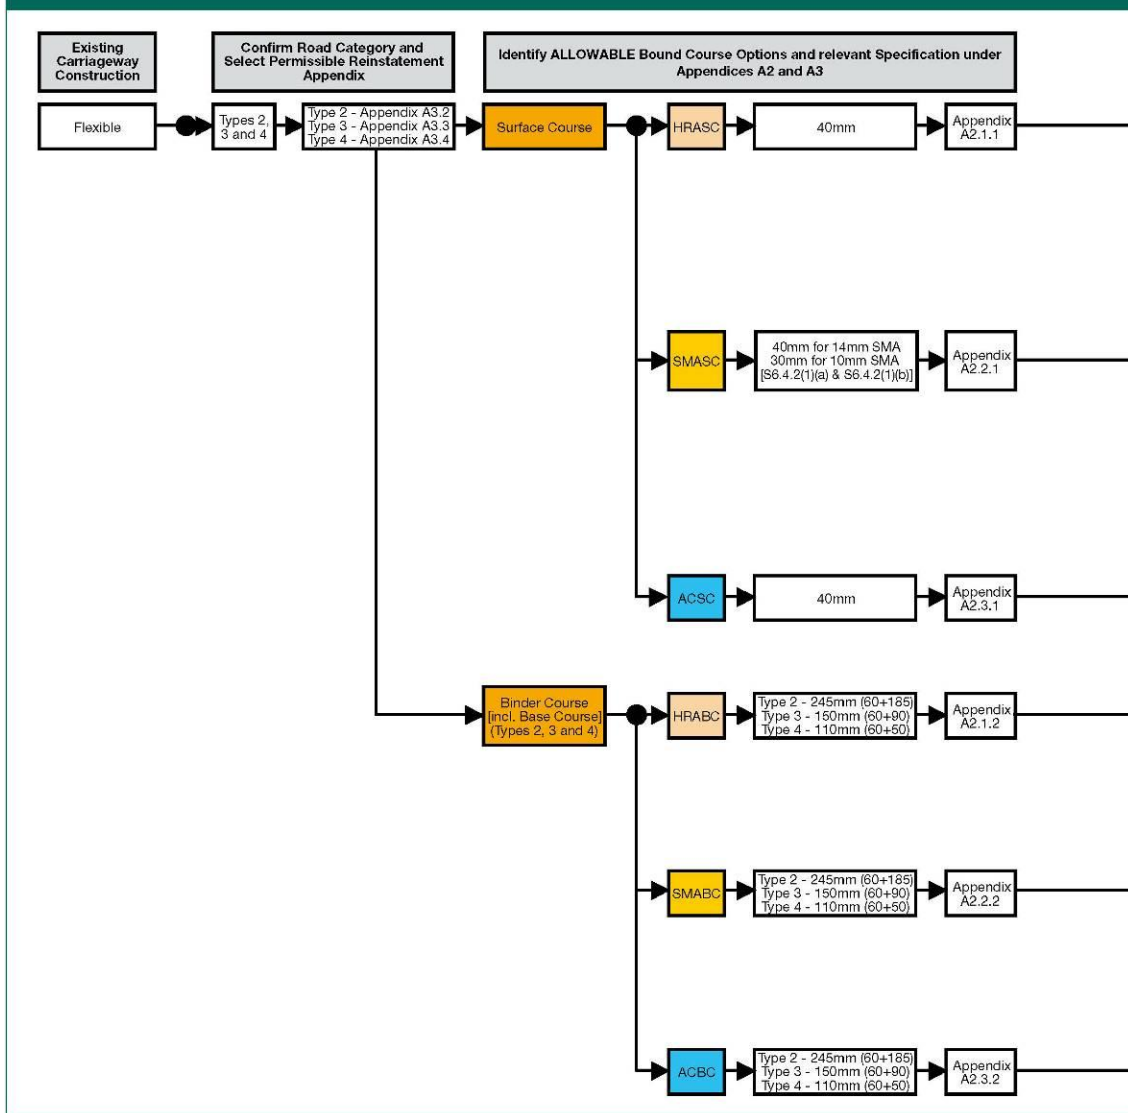 Existing
Carriageway
Construction
Confirm Road Category and
Select Permissible Reinstatement
Appendix
Identify ALLOWABLE Bound Course Options and relevant Specification under
Appendices A2 and A3
Flexible
Types 2,
3 and 4
Type 2 - Appendix A3.2
Type 3 - Appendix A3.3
Type 4 - Appendix A3.4
Surface Course
HRASC
40mm
Appendix
A2.1.1
SMASC
40mm for 14mm SMA
30mm for 10mm SMA
[S6.4.2(1)(a) & S6.4.2(1)(b)]
Appendix
A2.2.1
ACSC
40mm
Appendix
A2.3.1
Binder Course
[incl. Base Course]
(Types 2, 3 and 4)
HRABC
Type 2 - 245mm (60+185)
Type 3 - 150mm (60+90)
Type 4 - 110mm (60+50)
Appendix
A2.1.2
SMABC
Type 2 - 245mm (60+185)
Type 3 - 150mm (60+90)
Type 4 - 110mm (60+50)
Appendix
A2.2.2
ACBC
Type 2 - 245mm (60+185)
Type 3 - 150mm (60+90)
Type 4 - 110mm (60+50)
Appendix
A2.3.2